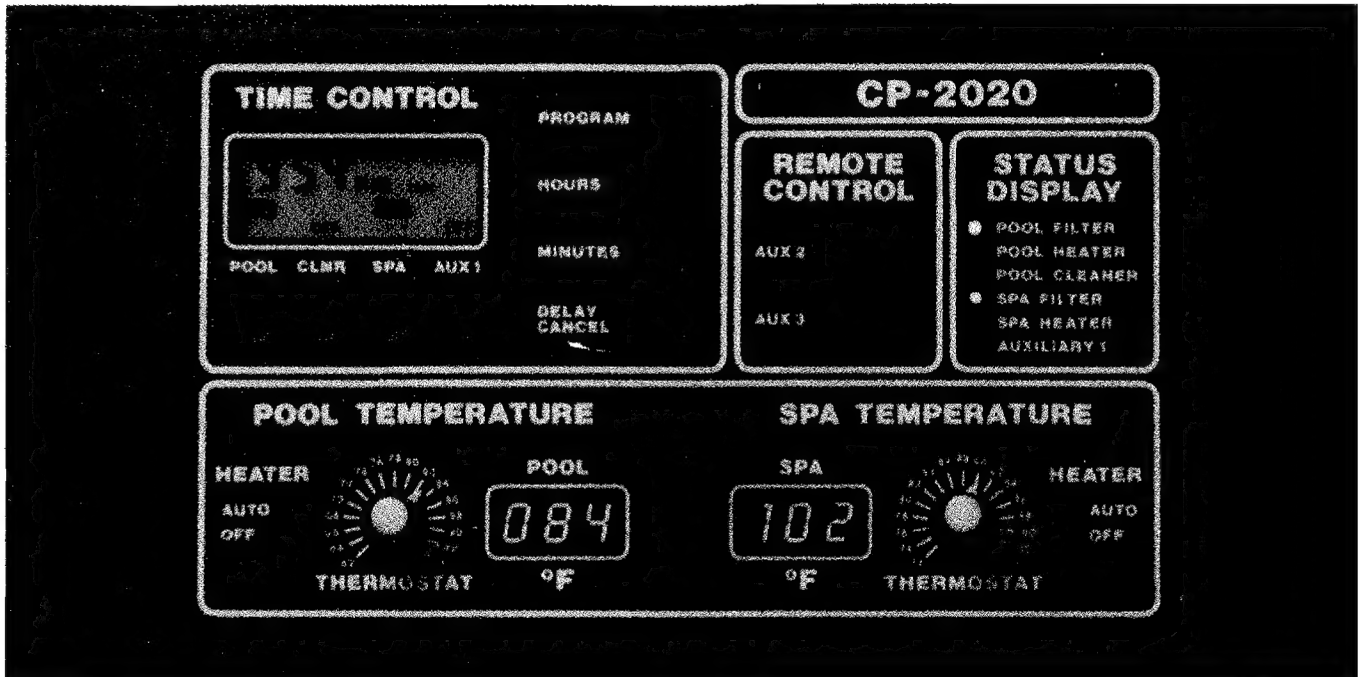 TIME CONTROL
PROGRAM
HOURS
MINUTES
DELAY
CANCEL
POOL CLNR SPA AUX 1
CP-2020
REMOTE
CONTROL
AUX 2
AUX 3
STATUS
DISPLAY
POOL FILTER
POOL HEATER
POOL CLEANER
SPA FILTER
SPA HEATER
AUXILIARY 1
POOL TEMPERATURE
HEATER
AUTO
OFF
THERMOSTAT
POOL
084
°F
SPA TEMPERATURE
SPA
102
°F
THERMOSTAT
HEATER
AUTO
OFF